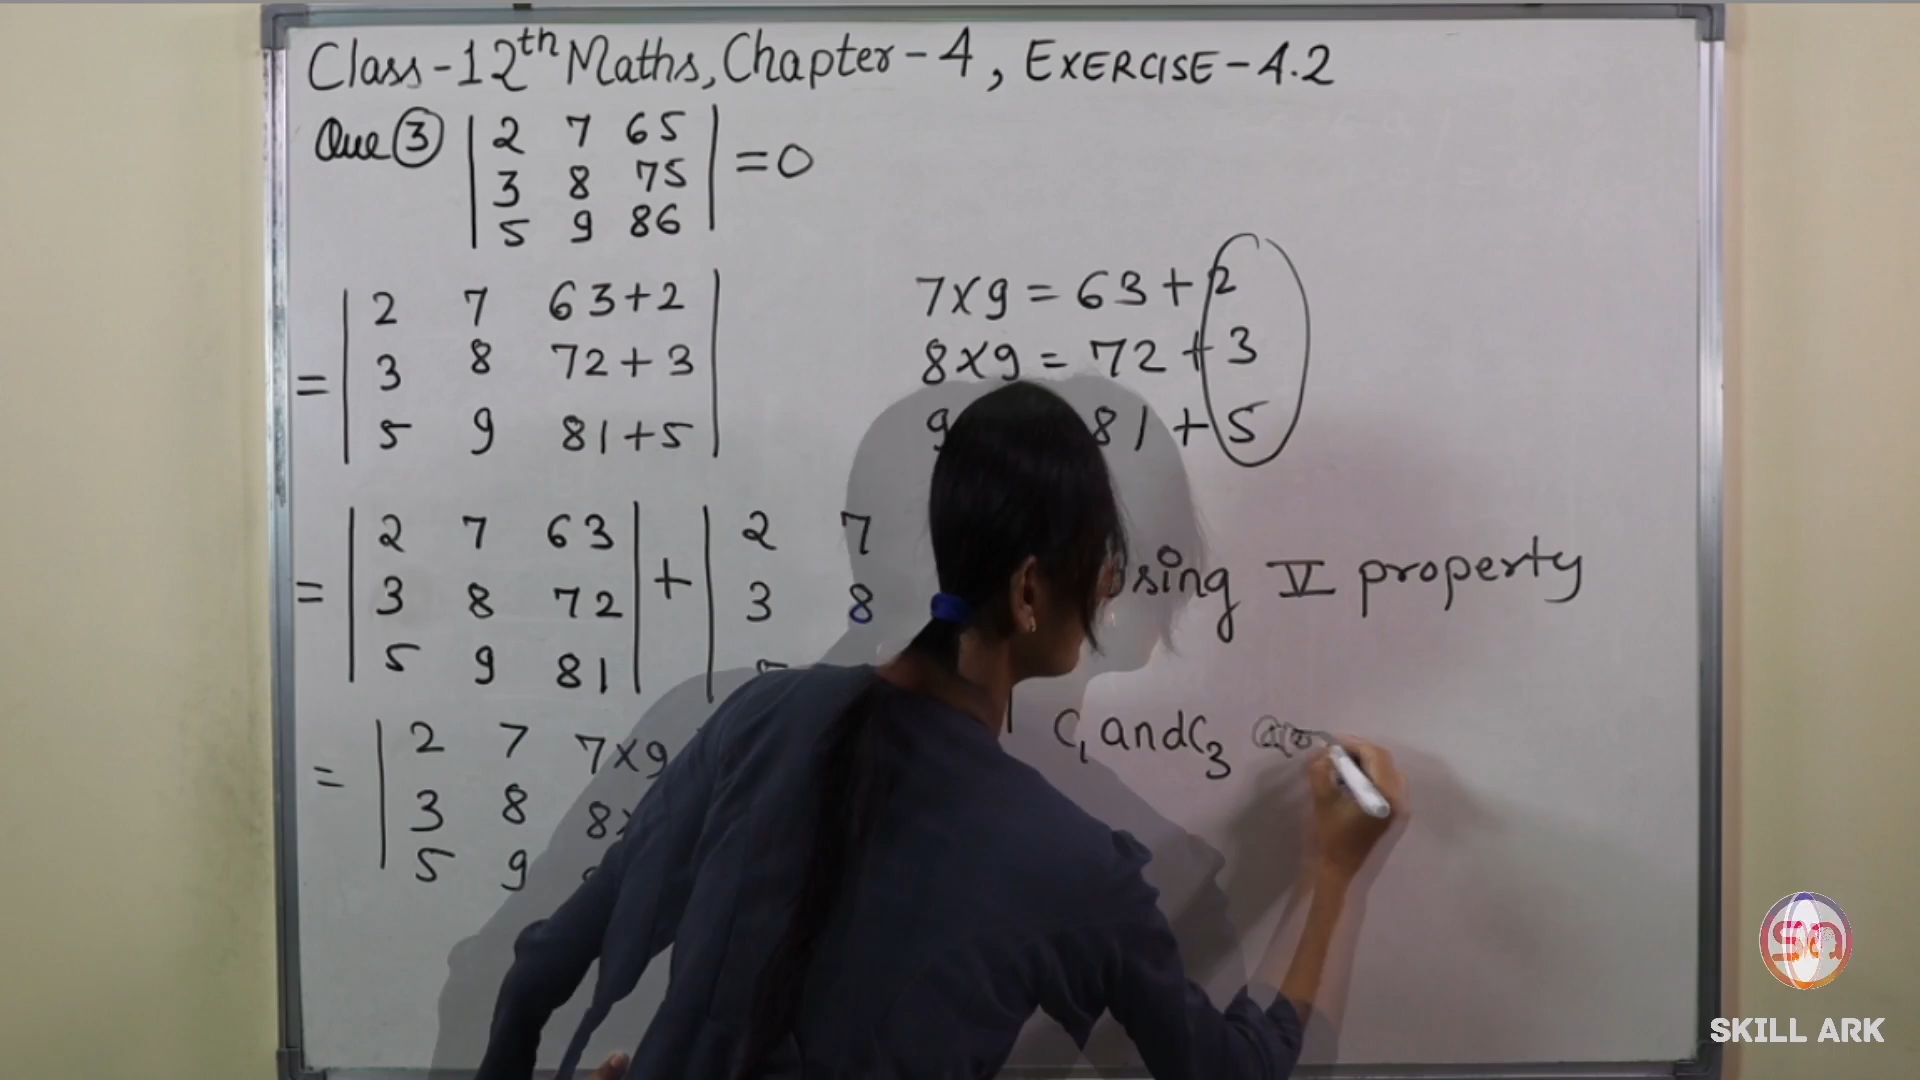 Class-12th Maths, Chapter-4, EXERCISE-4.2
Que ③ | 2 7 65 | = 0
3 8 75
5 9 86
= | 2 7 63+2 |
3 8 72+3
5 9 81+5
7×9 = 63+2
8×9 = 72+3
9 81+5
= | 2 7 63 | + | 2 7
3 8 72 3 8
5 9 81
Using V property
= | 2 7 7×9
3 8 8×
5 9
C₁ and C₃
SKILL ARK